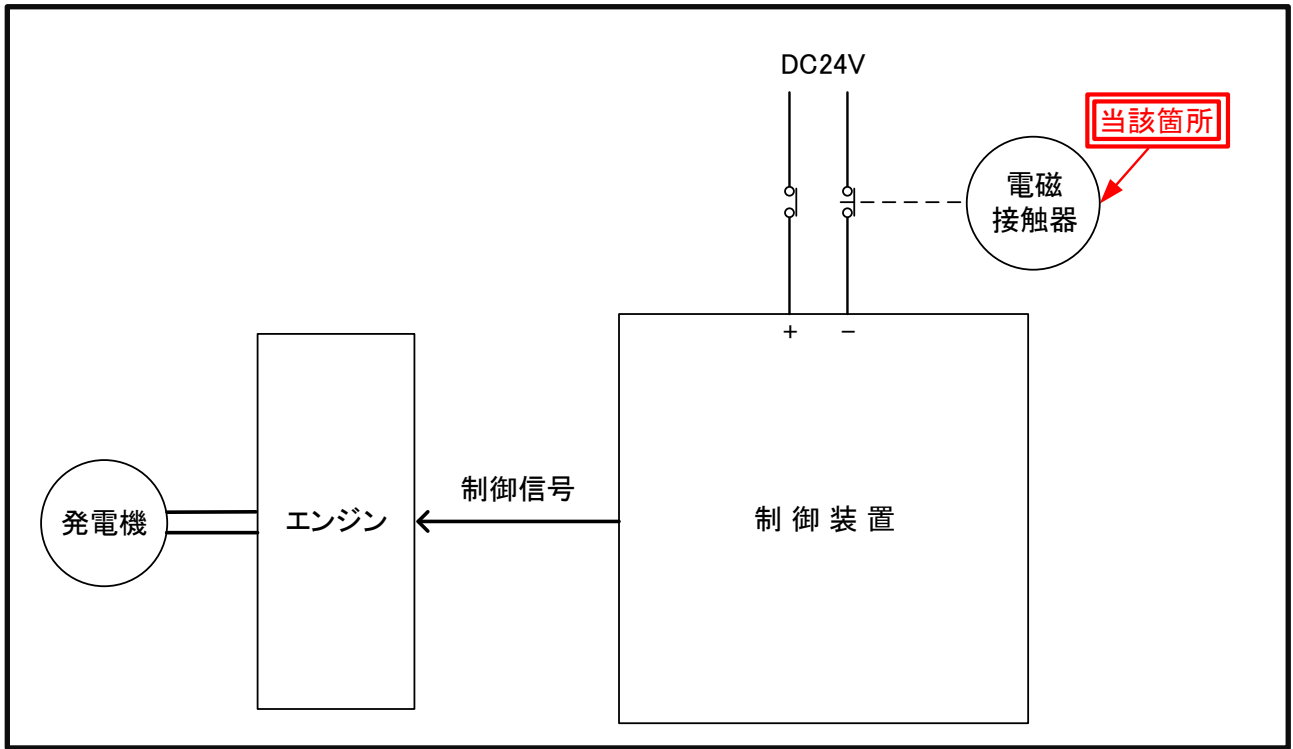 DC24V
当該箇所
電磁
接触器
+ −
制御信号
発電機
エンジン
制御装置